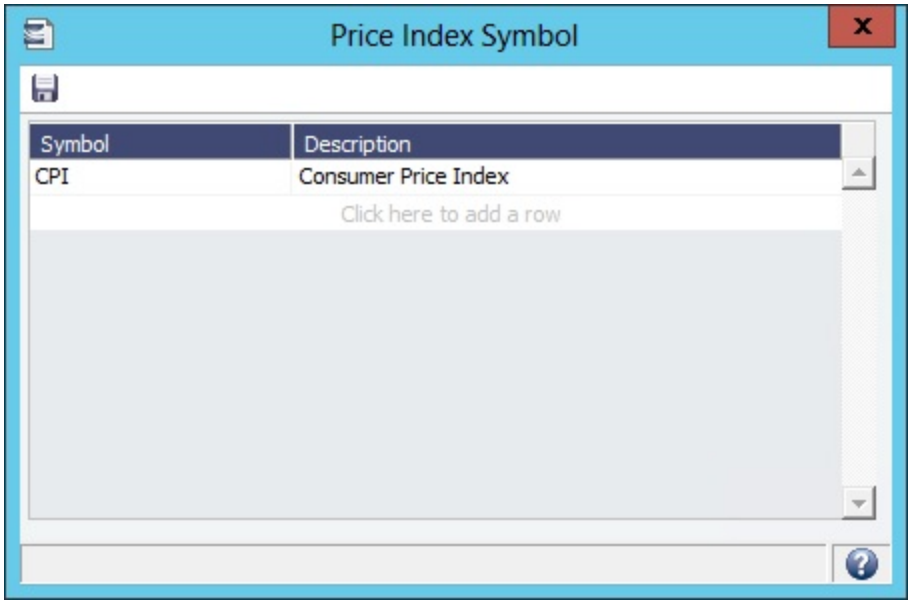 Price Index Symbol
x
Symbol Description
CPI Consumer Price Index
Click here to add a row
?